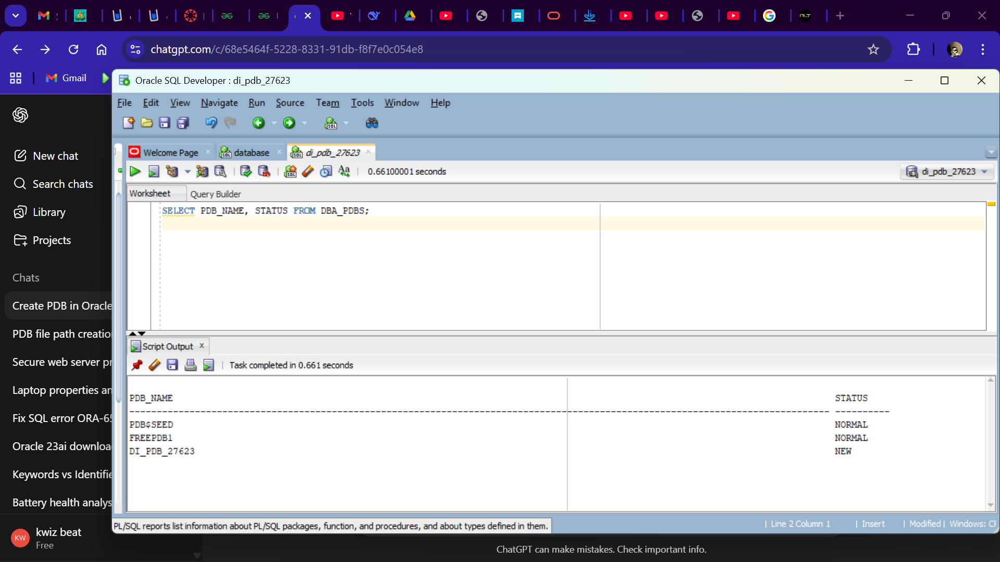 chatgpt.com/c/68e5464f-5228-8331-91db-f8f7e0c054e8
Gmail
Oracle SQL Developer : di_pdb_27623
File Edit View Navigate Run Source Team Tools Window Help
Welcome Page database di_pdb_27623
0.66100001 seconds
di_pdb_27623
Worksheet Query Builder
SELECT PDB_NAME, STATUS FROM DBA_PDBS;
Script Output
Task completed in 0.661 seconds
PDB_NAME STATUS
PDB$SEED NORMAL
FREEPDB1 NORMAL
DI_PDB_27623 NEW
PL/SQL reports list information about PL/SQL packages, function, and procedures, and about types defined in them.
Line 2 Column 1 Insert Modified Windows:
New chat
Search chats
Library
Projects
Chats
Create PDB in Oracle
PDB file path creatio
Secure web server pr
Laptop properties an
Fix SQL error ORA-65
Oracle 23ai downloa
Keywords vs Identifie
Battery health analys
KW
kwiz beat
Free
ChatGPT can make mistakes. Check important info.